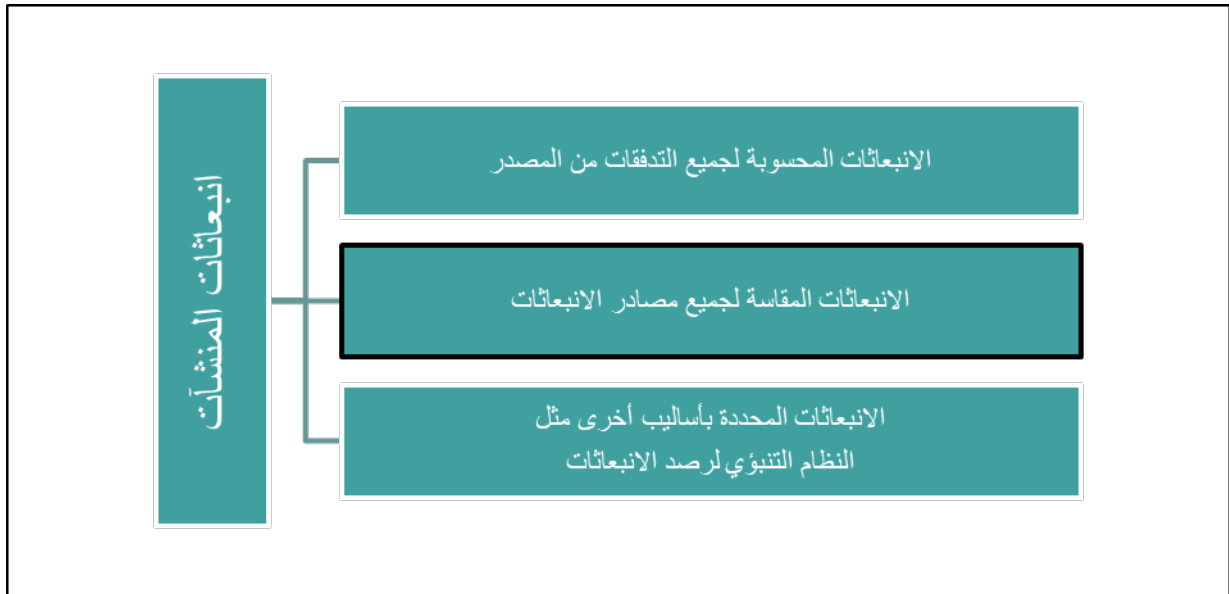 انبعاثات المنشآت
الانبعاثات المحسوبة لجميع التدفقات من المصدر
الانبعاثات المقاسة لجميع مصادر الانبعاثات
الانبعاثات المحددة بأساليب أخرى مثل
النظام التنبؤي لرصد الانبعاثات